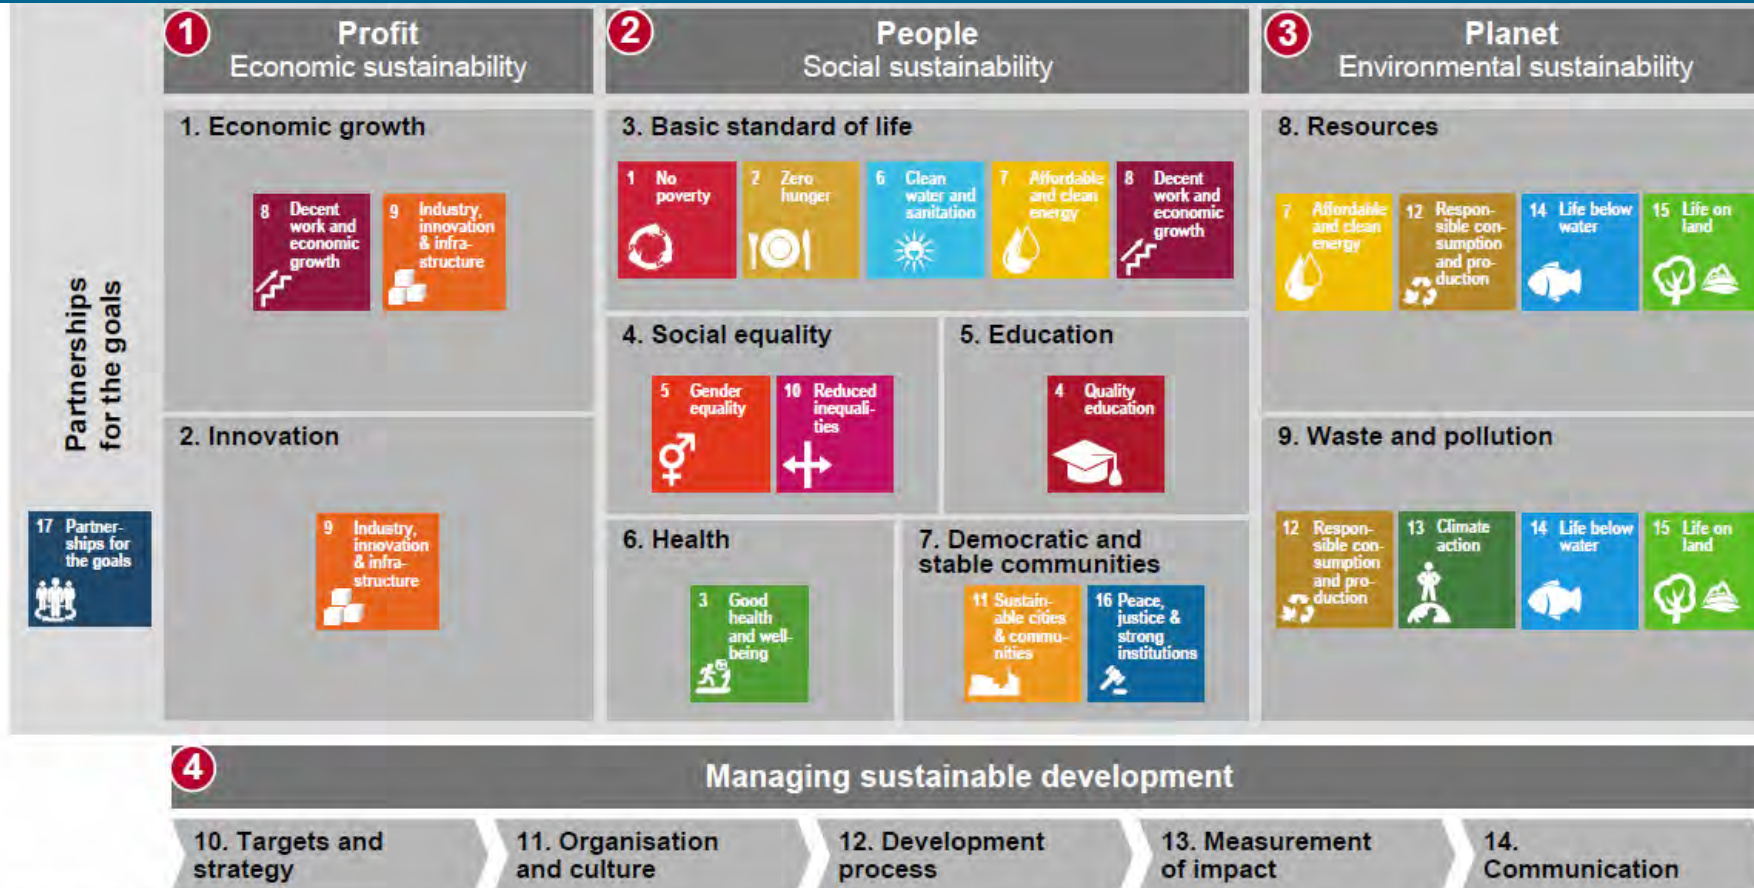 Partnerships
for the goals
17 Partner-
ships for
the goals
1
Profit
Economic sustainability
1. Economic growth
8 Decent
work and
economic
growth
9 Industry,
innovation
& infra-
structure
2. Innovation
9 Industry,
innovation
& infra-
structure
2
People
Social sustainability
3. Basic standard of life
1 No
poverty
2 Zero
hunger
6 Clean
water and
sanitation
7 Affordable
and clean
energy
8 Decent
work and
economic
growth
4. Social equality
5 Gender
equality
10 Reduced
inequali-
ties
5. Education
4 Quality
education
6. Health
3 Good
health
and well-
being
7. Democratic and
stable communities
11 Sustain-
able cities
& commu-
nities
16 Peace,
justice &
strong
institutions
3
Planet
Environmental sustainability
8. Resources
7 Affordable
and clean
energy
12 Respon-
sible con-
sumption
and pro-
duction
14 Life below
water
15 Life on
land
9. Waste and pollution
12 Respon-
sible con-
sumption
and pro-
duction
13 Climate
action
14 Life below
water
15 Life on
land
4
Managing sustainable development
10. Targets and
strategy
11. Organisation
and culture
12. Development
process
13. Measurement
of impact
14.
Communication